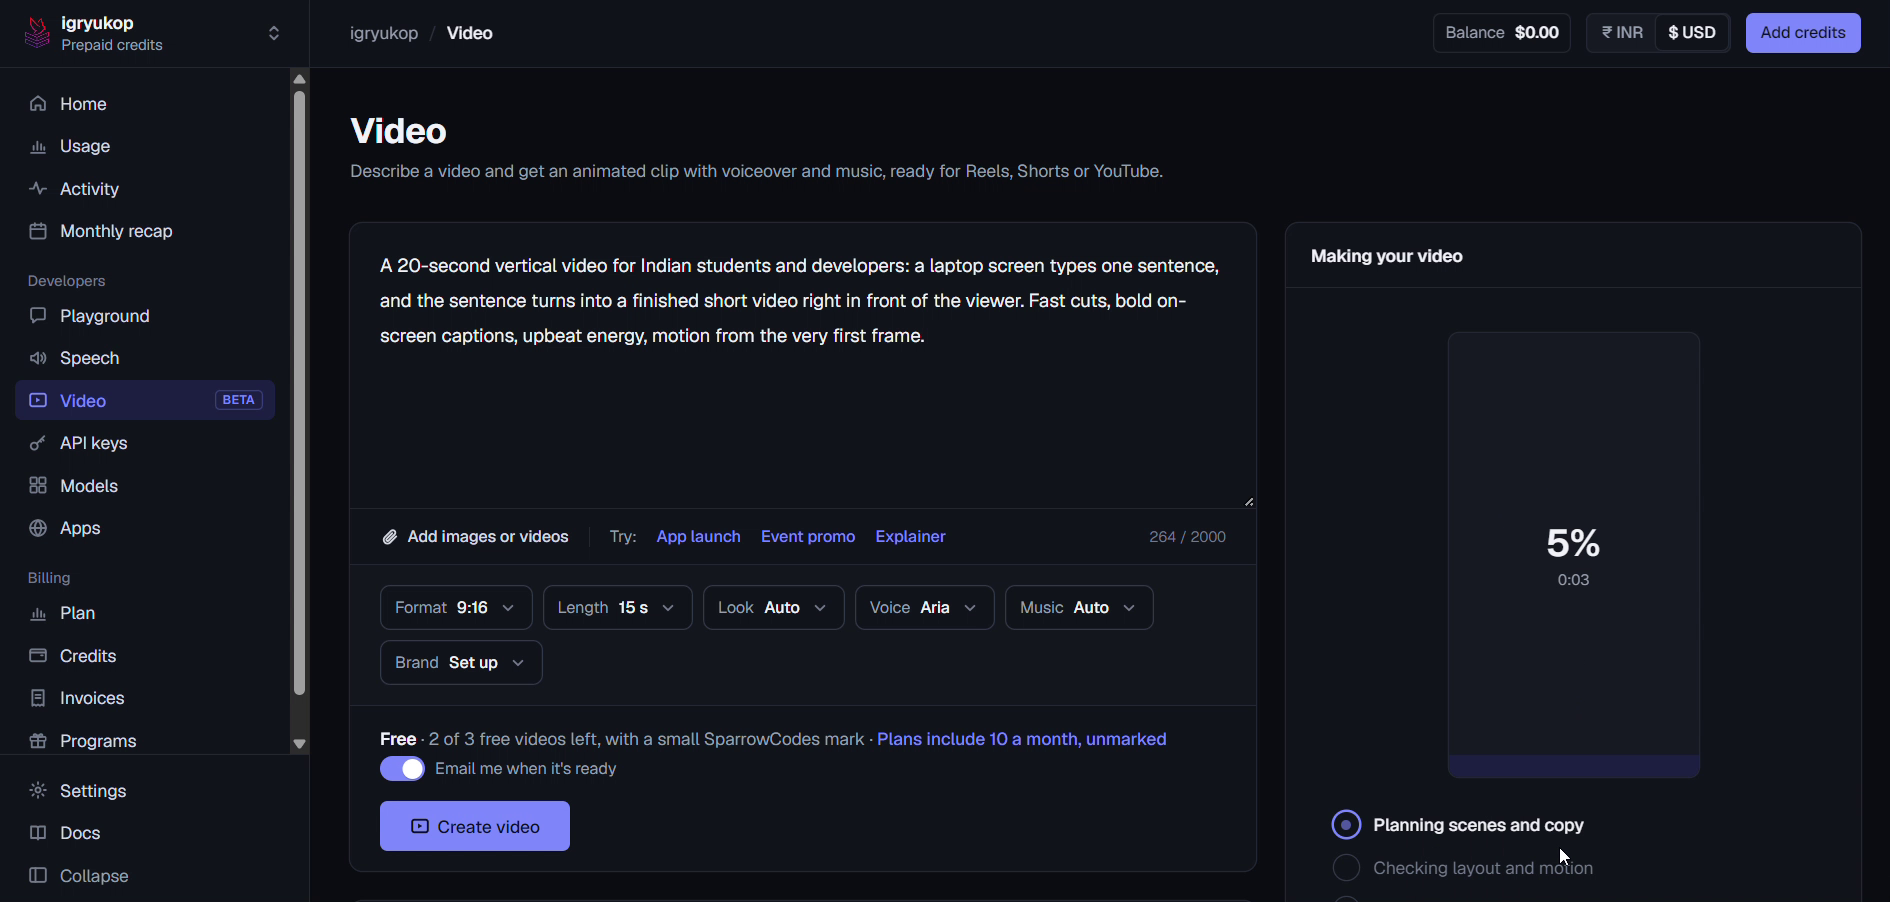 igryukop
Prepaid credits
Home
Usage
Activity
Monthly recap
Developers
Playground
Speech
Video BETA
API keys
Models
Apps
Billing
Plan
Credits
Invoices
Programs
Settings
Docs
Collapse
igryukop / Video
Balance $0.00
₹ INR $ USD
Add credits
Video
Describe a video and get an animated clip with voiceover and music, ready for Reels, Shorts or YouTube.
A 20-second vertical video for Indian students and developers: a laptop screen types one sentence,
and the sentence turns into a finished short video right in front of the viewer. Fast cuts, bold on-
screen captions, upbeat energy, motion from the very first frame.
Add images or videos Try: App launch Event promo Explainer 264 / 2000
Format 9:16 Length 15 s Look Auto Voice Aria Music Auto
Brand Set up
Free · 2 of 3 free videos left, with a small SparrowCodes mark · Plans include 10 a month, unmarked
Email me when it's ready
Create video
Making your video
5%
0:03
Planning scenes and copy
Checking layout and motion